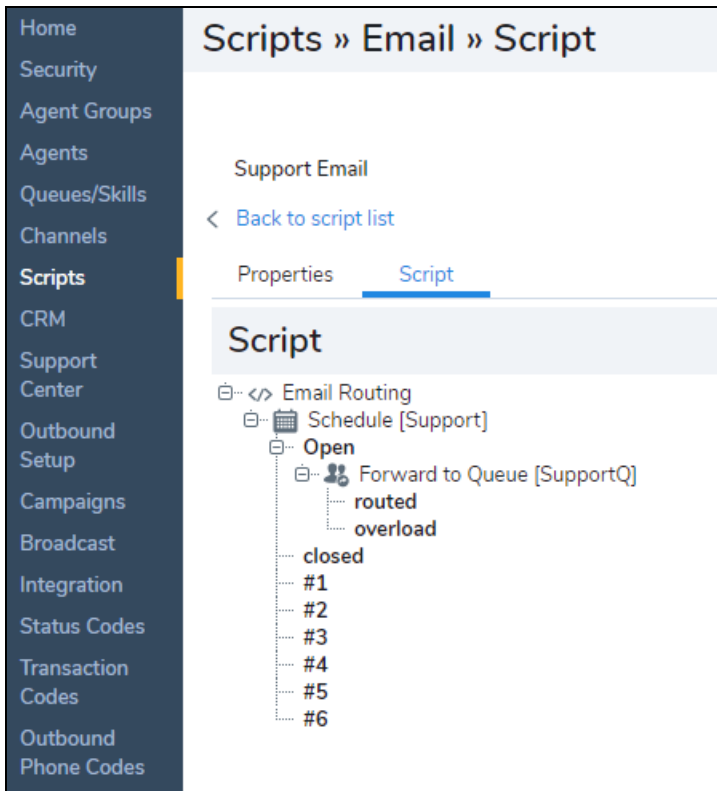 Home
Security
Agent Groups
Agents
Queues/Skills
Channels
Scripts
CRM
Support
Center
Outbound
Setup
Campaigns
Broadcast
Integration
Status Codes
Transaction
Codes
Outbound
Phone Codes
Scripts » Email » Script
Support Email
< Back to script list
Properties Script
Script
</> Email Routing
Schedule [Support]
Open
Forward to Queue [SupportQ]
routed
overload
closed
#1
#2
#3
#4
#5
#6